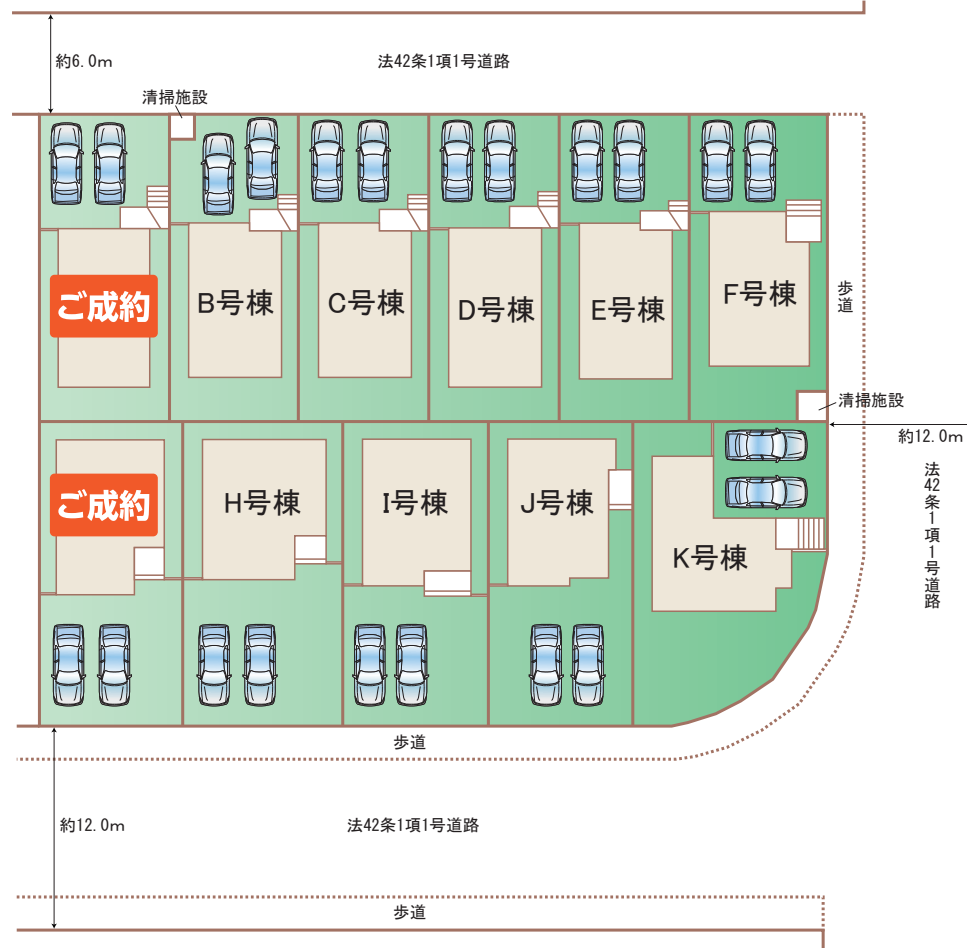 約6.0m
法42条1項1号道路
清掃施設
ご成約
B号棟
C号棟
D号棟
E号棟
F号棟
歩道
清掃施設
約12.0m
法42条1項1号道路
ご成約
H号棟
I号棟
J号棟
K号棟
歩道
約12.0m
法42条1項1号道路
歩道